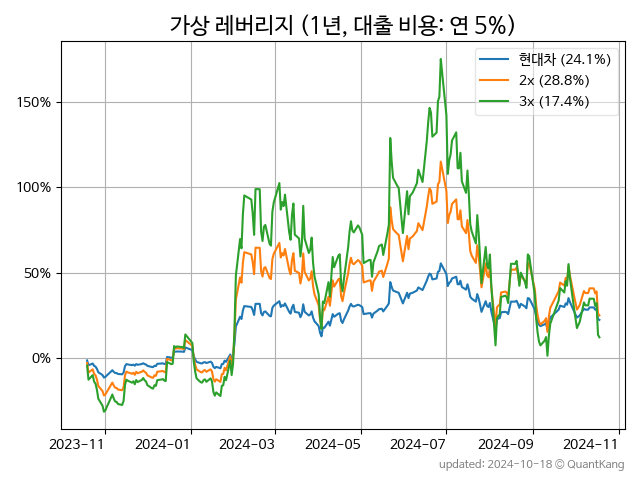 가상 레버리지 (1년, 대출 비용: 연 5%)
현대차 (24.1%)
2x (28.8%)
3x (17.4%)
150%
100%
50%
0%
2023-11 2024-01 2024-03 2024-05 2024-07 2024-09 2024-11
updated: 2024-10-18 © QuantKang